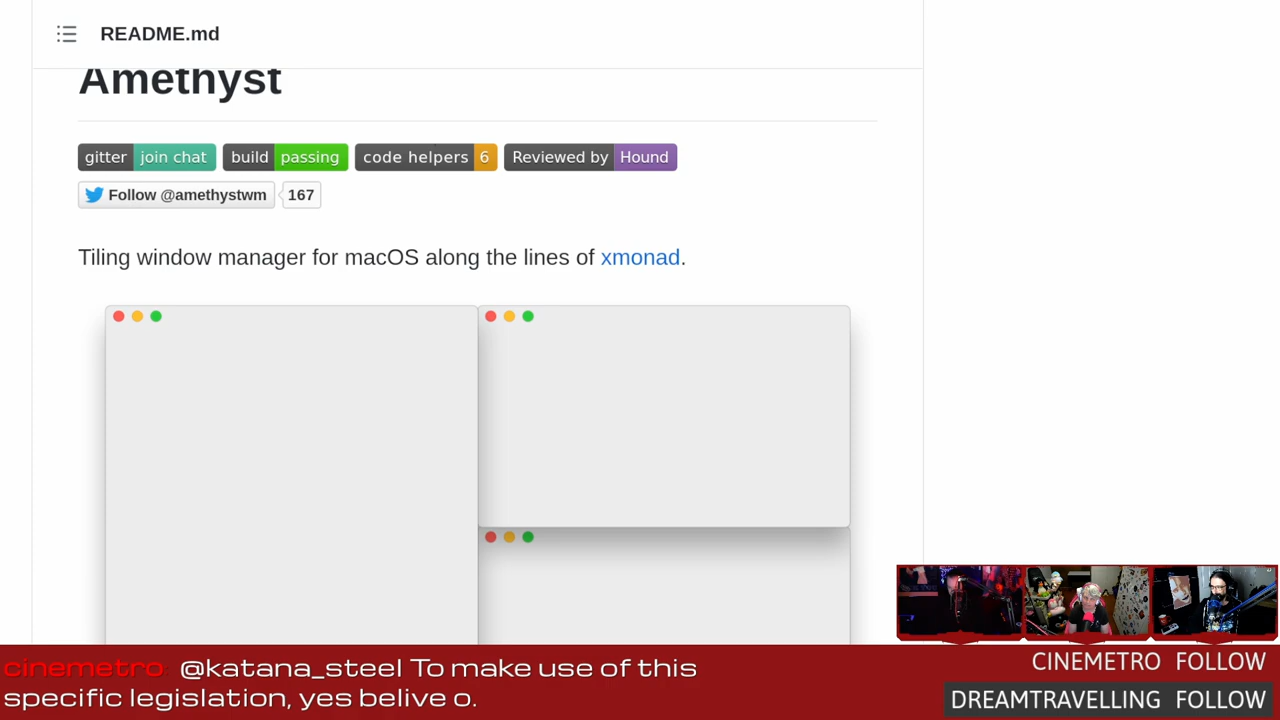 README.md
Amethyst
gitter join chat build passing code helpers 6 Reviewed by Hound
Follow @amethystwm 167
Tiling window manager for macOS along the lines of xmonad.
cinemetro: @katana_steel To make use of this
specific legislation, yes belive o.
CINEMETRO FOLLOW
DREAMTRAVELLING FOLLOW